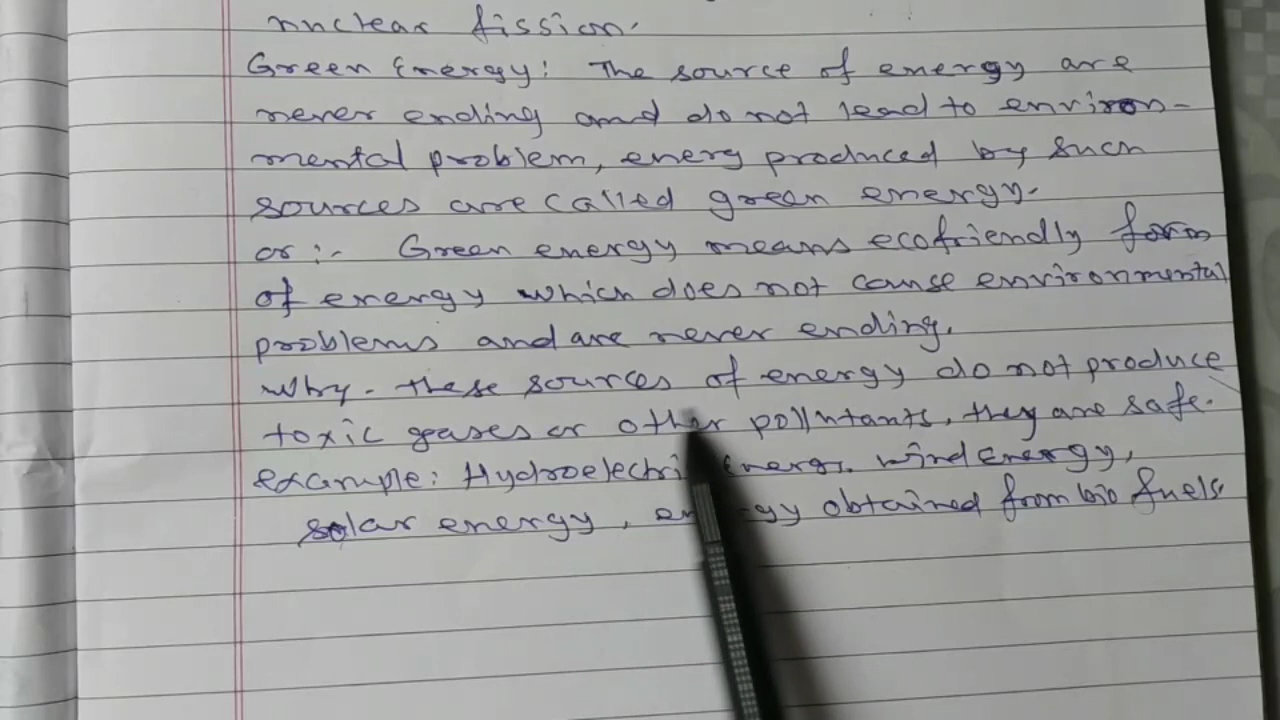 nuclear fission.
Green Energy: The source of energy are
never ending and do not lead to environ-
mental problem, energ produced by such
sources are called green energy.
or :- Green energy means ecofriendly form
of energy which does not cause environmental
problems and are never ending.
Why - These sources of energy do not produce
toxic geases or other pollutants, they are safe.
example: Hydroelectri Energy. wind Energy,
solar energy, energy obtained from bio fuels